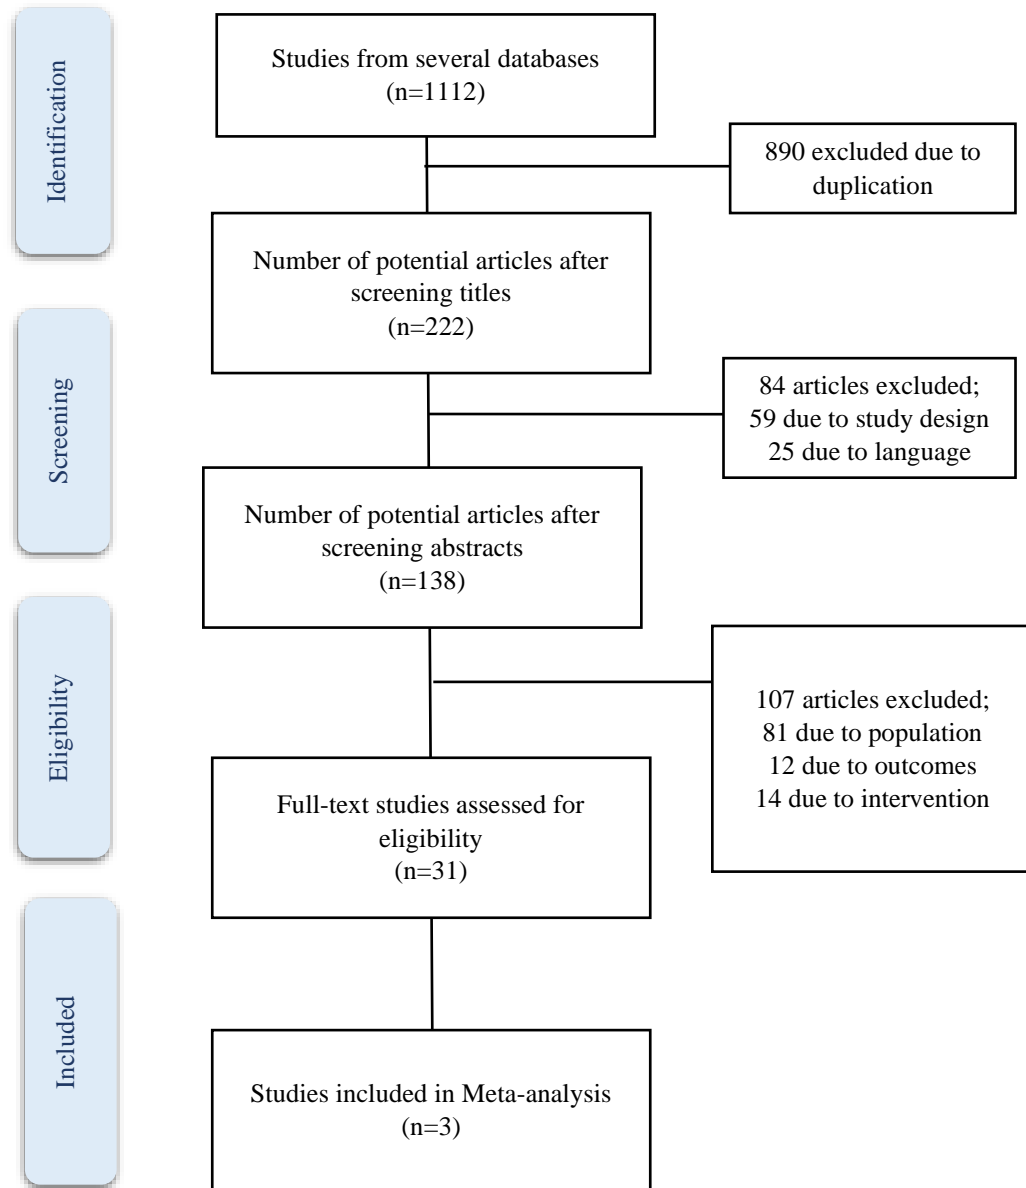 Identification
Studies from several databases
(n=1112)
890 excluded due to
duplication
Number of potential articles after
screening titles
(n=222)
Screening
84 articles excluded;
59 due to study design
25 due to language
Number of potential articles after
screening abstracts
(n=138)
Eligibility
107 articles excluded;
81 due to population
12 due to outcomes
14 due to intervention
Full-text studies assessed for
eligibility
(n=31)
Included
Studies included in Meta-analysis
(n=3)